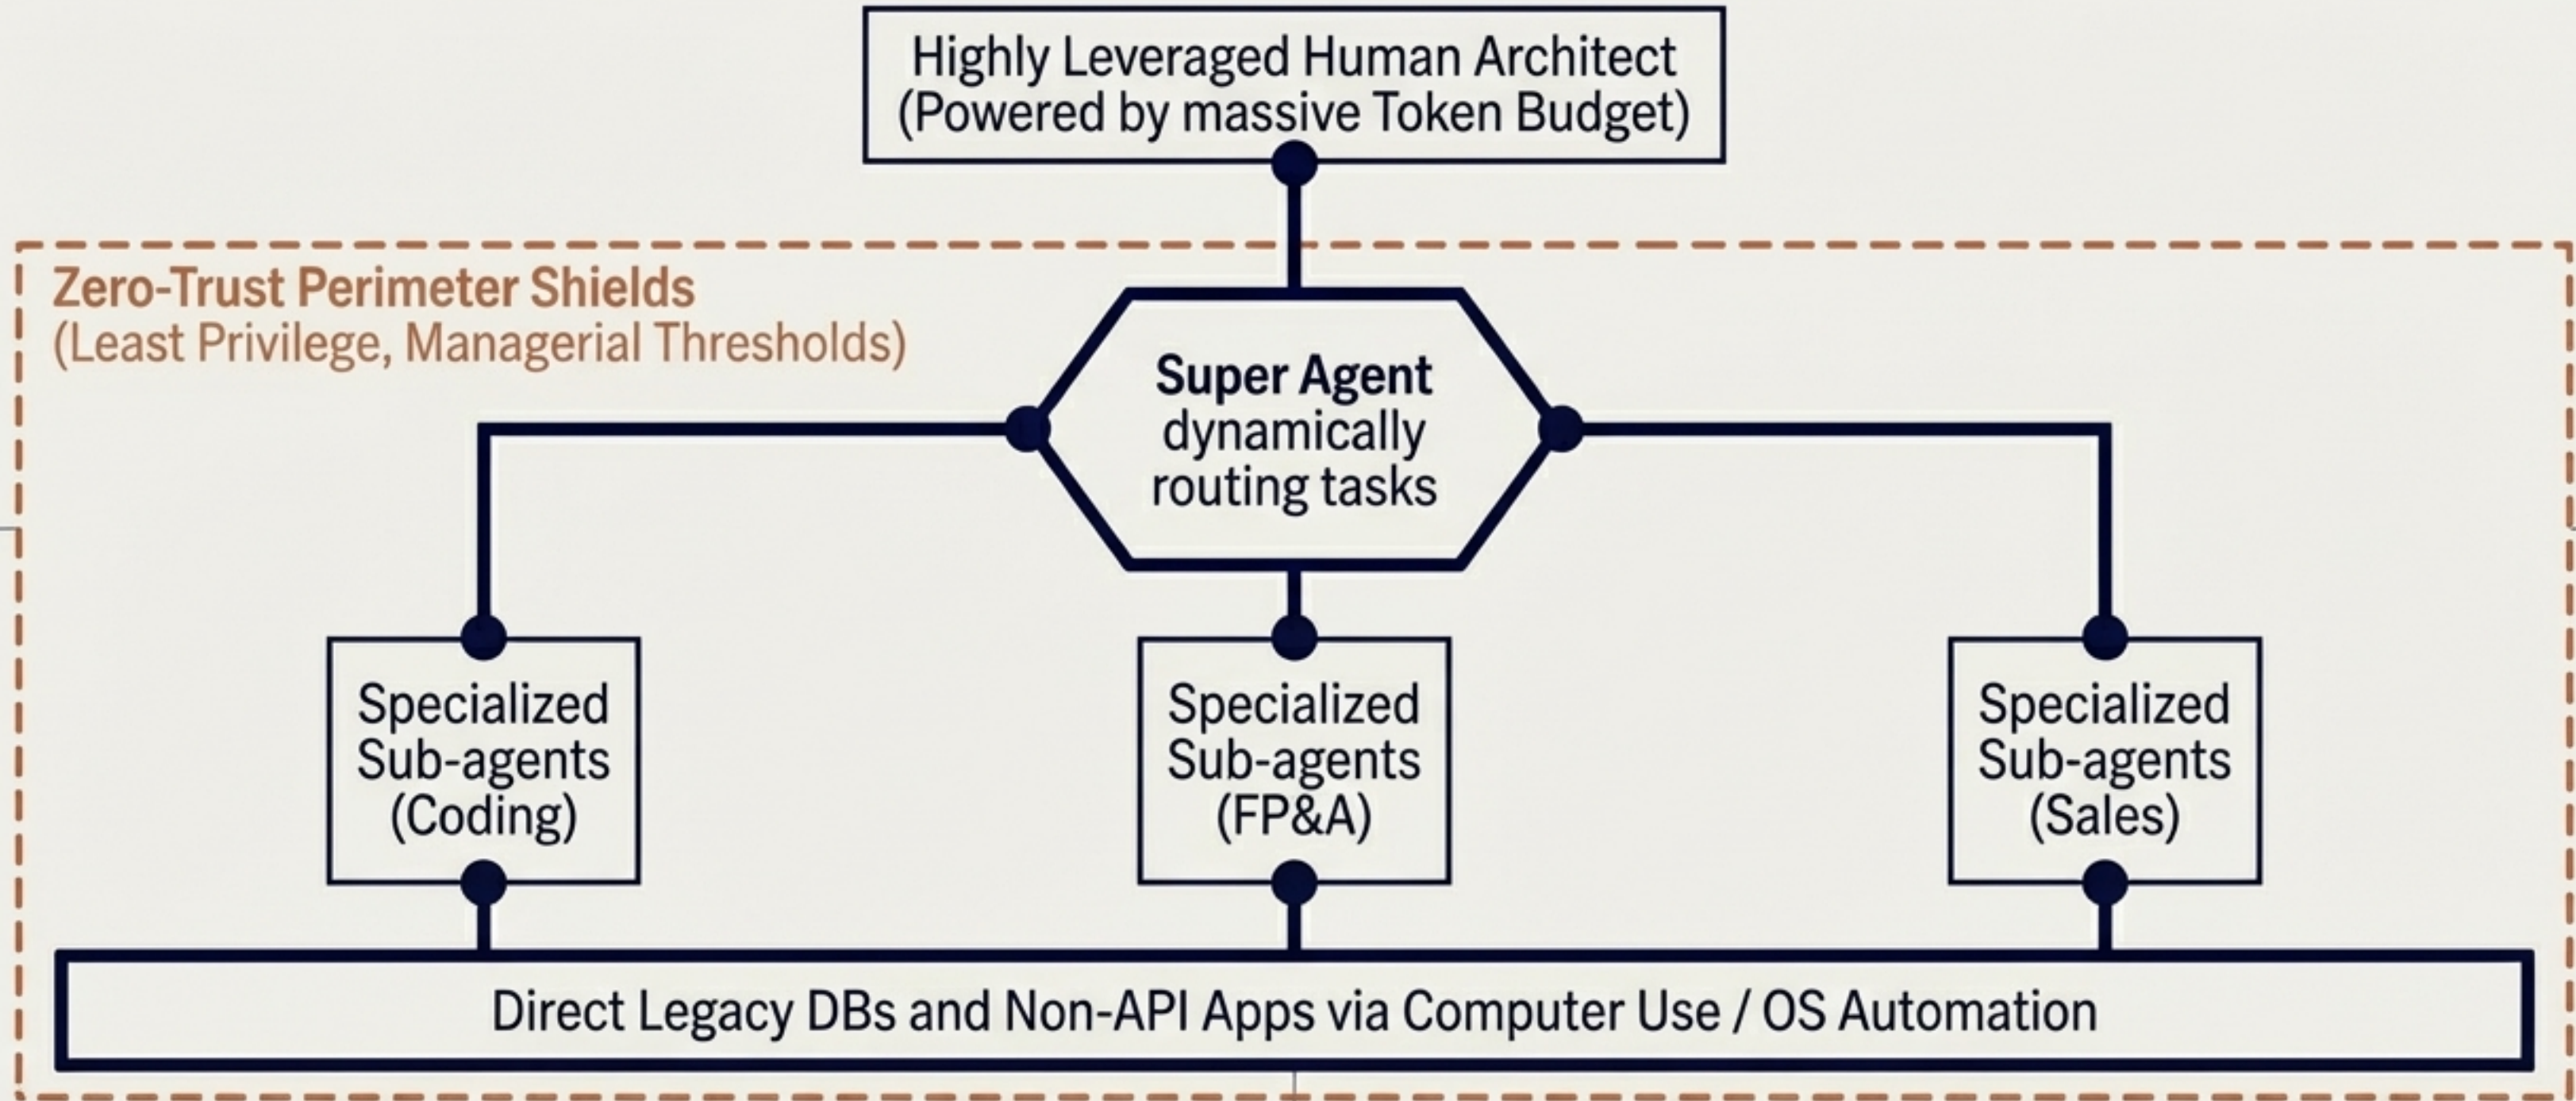 Highly Leveraged Human Architect
(Powered by massive Token Budget)
Zero-Trust Perimeter Shields
(Least Privilege, Managerial Thresholds)
Super Agent
dynamically
routing tasks
Specialized
Sub-agents
(Coding)
Specialized
Sub-agents
(FP&A)
Specialized
Sub-agents
(Sales)
Direct Legacy DBs and Non-API Apps via Computer Use / OS Automation